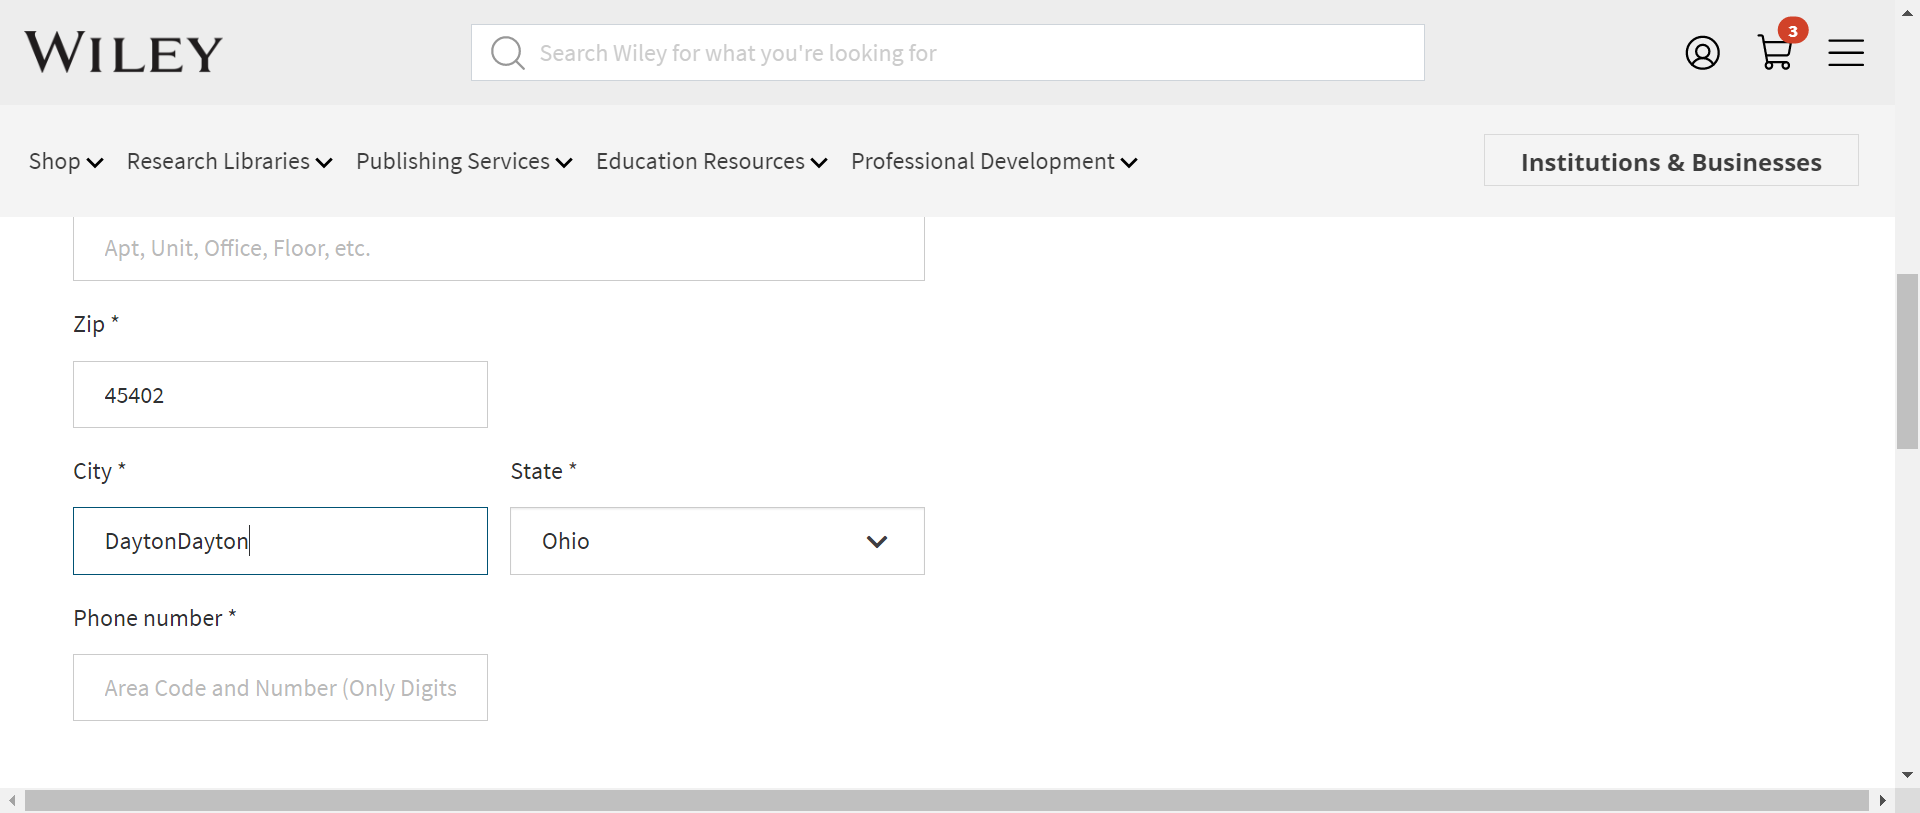 WILEY
Search Wiley for what you're looking for
3
Shop Research Libraries Publishing Services Education Resources Professional Development
Institutions & Businesses
Apt, Unit, Office, Floor, etc.
Zip *
45402
City * State *
DaytonDayton Ohio
Phone number *
Area Code and Number (Only Digits